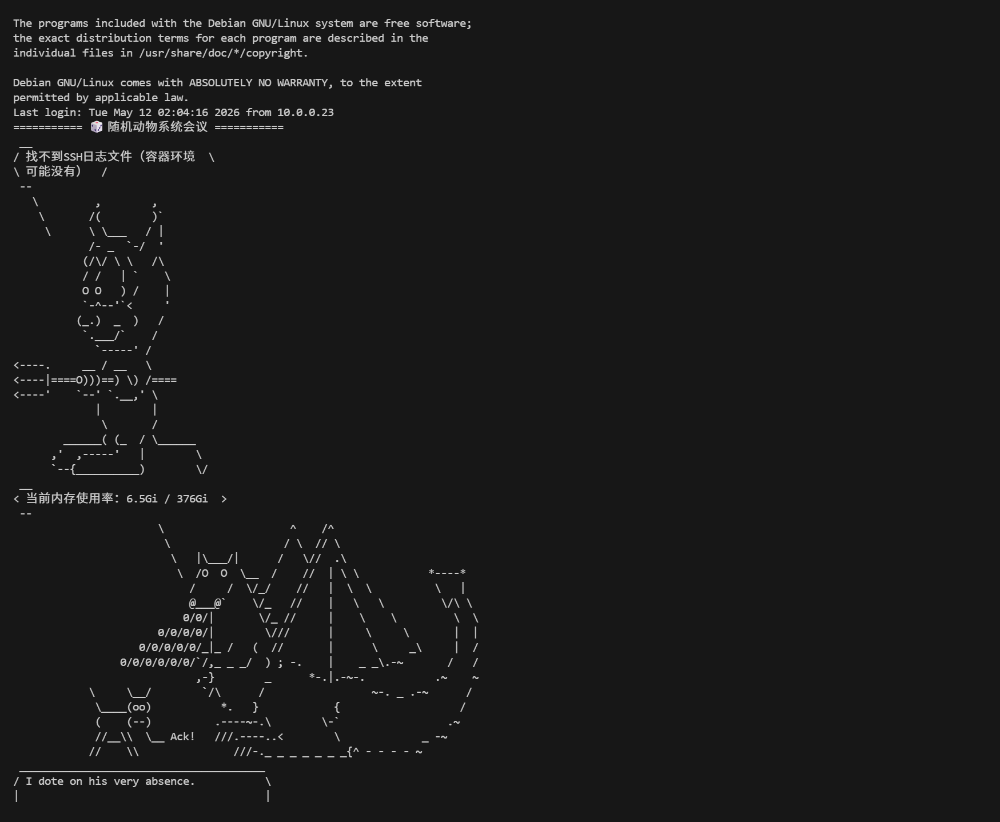 The programs included with the Debian GNU/Linux system are free software;
the exact distribution terms for each program are described in the
individual files in /usr/share/doc/*/copyright.

Debian GNU/Linux comes with ABSOLUTELY NO WARRANTY, to the extent
permitted by applicable law.
Last login: Tue May 12 02:04:16 2026 from 10.0.0.23
=========== 🎲 随机动物系统会议 ===========
 __
/ 找不到SSH日志文件（容器环境  \
\ 可能没有）  /
 --
   \         ,        ,
    \       /(        )`
     \      \ \___   / |
            /- _  `-/  '
           (/\/ \ \   /\
           / /   | `    \
           O O   ) /    |
           `-^--'`<     '
          (_.)  _  )   /
           `.___/`    /
             `-----' /
<----.     __ / __   \
<----|====O)))==) \) /====
<----'    `--' `.__,' \
             |        |
              \       /
        ______( (_  / \______
      ,'  ,-----'   |        \
      `--{__________)        \/
 __
< 当前内存使用率：6.5Gi / 376Gi  >
 --
                       \                    ^    /^
                        \                  / \  // \
                         \   |\___/|      /   \//  .\
                          \  /O  O  \__  /    //  | \ \           *----*
                            /     /  \/_/    //   |  \  \          \   |
                            @___@`    \/_   //    |   \   \         \/\ \
                           0/0/|       \/_ //     |    \    \         \  \
                       0/0/0/0/|        \///      |     \     \       |  |
                    0/0/0/0/0/_|_ /   (  //       |      \     _\     |  /
                 0/0/0/0/0/0/`/,_ _ _/  ) ; -.    |    _ _\.-~       /   /
                             ,-}        _      *-.|.-~-.           .~    ~
            \     \__/        `/\      /                 ~-. _ .-~      /
             \____(oo)           *.   }            {                   /
             (    (--)          .----~-.\        \-`                 .~
             //__\\  \__ Ack!   ///.----..<        \             _ -~
            //    \\               ///-._ _ _ _ _ _ _{^ - - - - ~
 _______________________________________
/ I dote on his very absence.           \
|                                       |